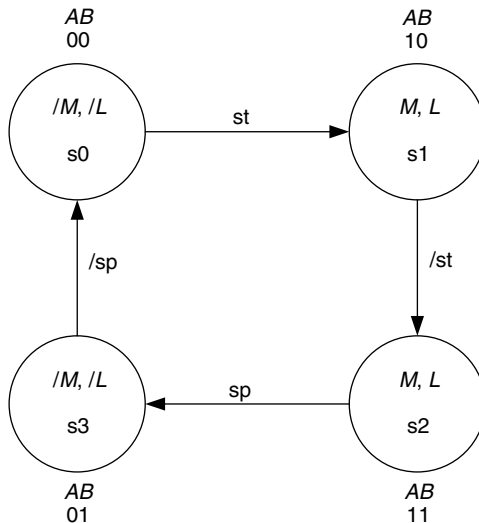 AB
00
AB
10
/M, /L
s0
st
M, L
s1
/sp
/st
/M, /L
s3
sp
M, L
s2
AB
01
AB
11